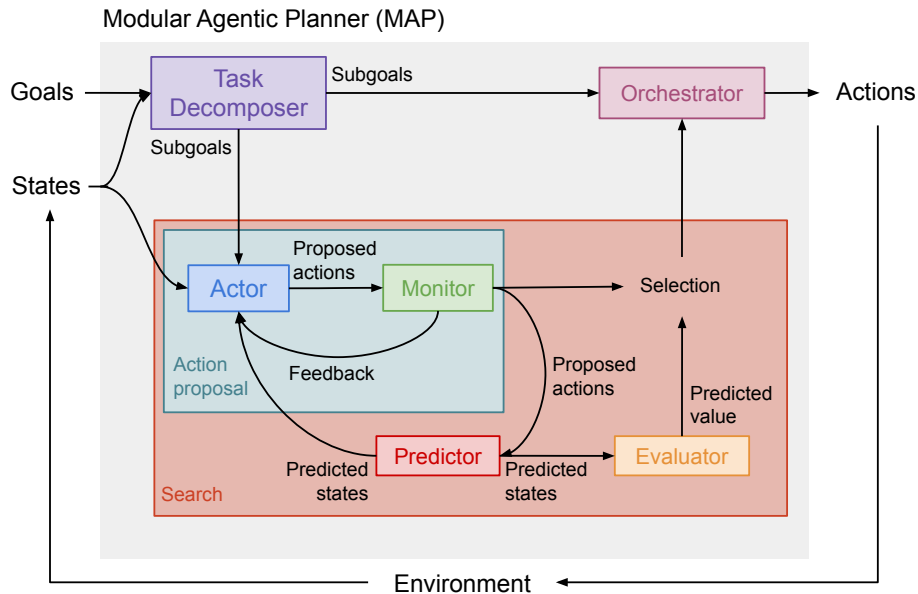 Modular Agentic Planner (MAP)
Goals
Task
Decomposer
Subgoals
Orchestrator
Actions
Subgoals
States
Actor
Proposed
actions
Monitor
Selection
Feedback
Action
proposal
Proposed
actions
Predicted
value
Predictor
Evaluator
Predicted
states
Predicted
states
Search
Environment